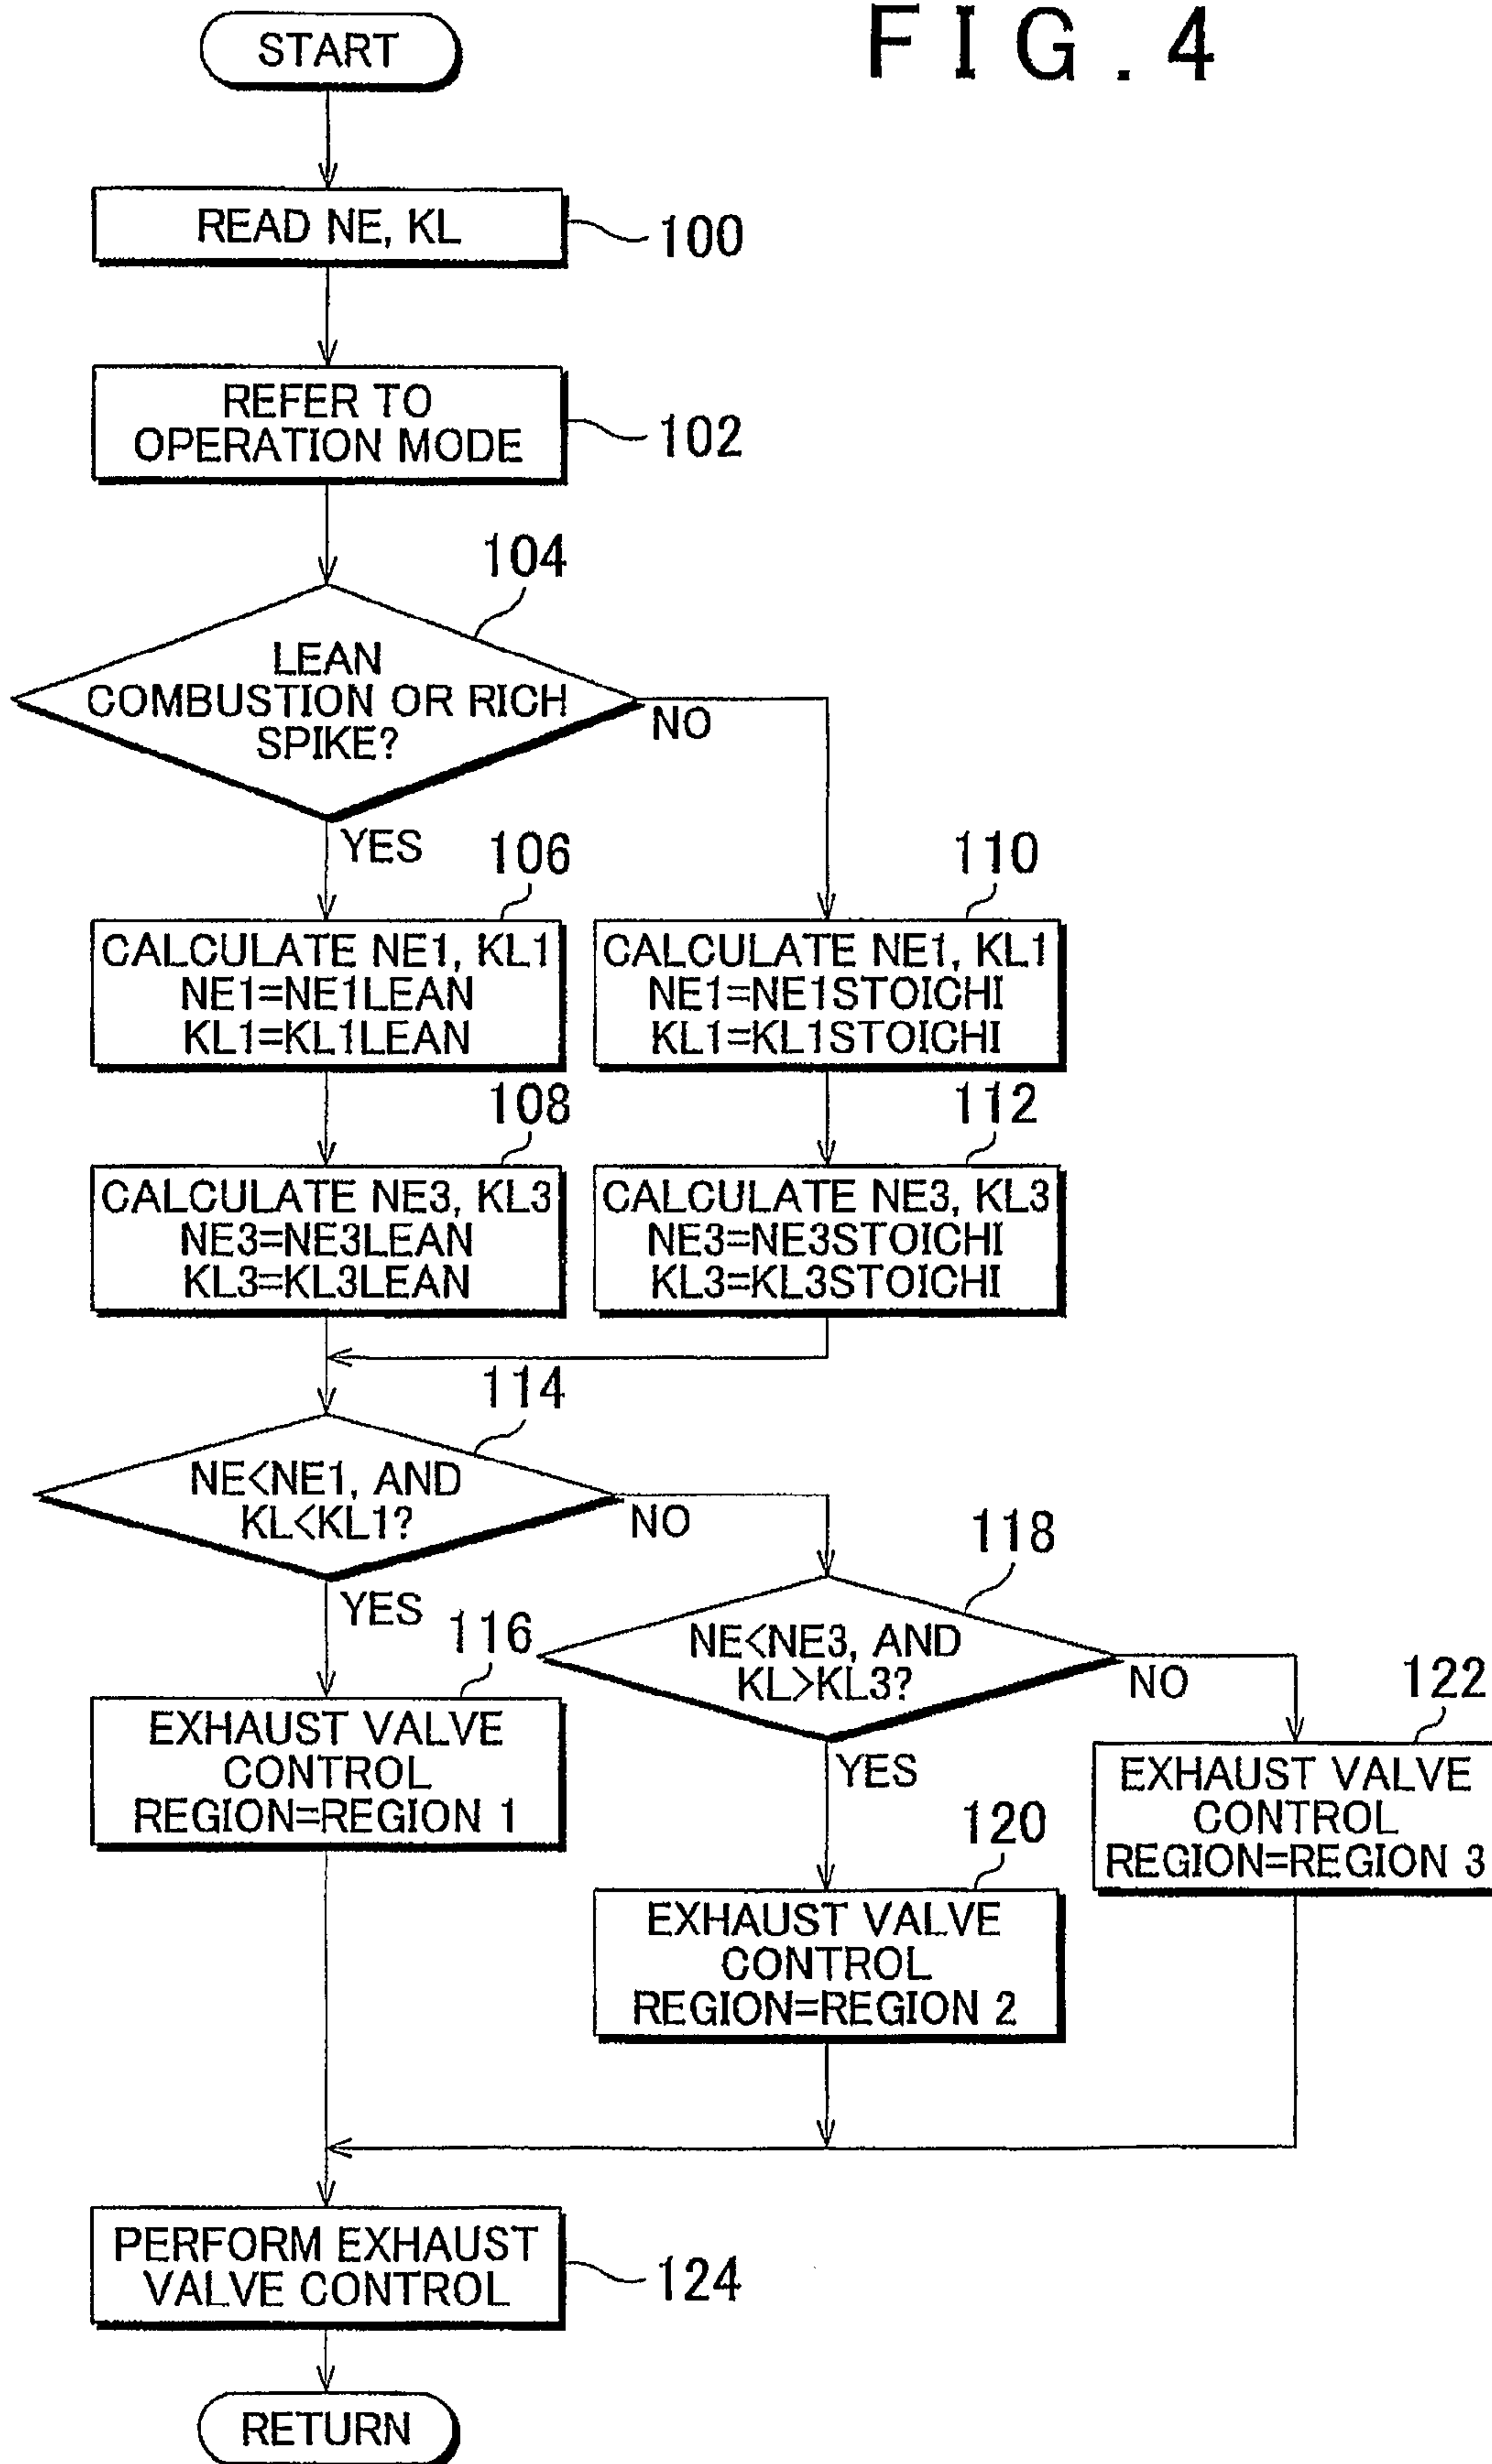 FIG.4
START
READ NE, KL
100
REFER TO
OPERATION MODE
102
104
LEAN
COMBUSTION OR RICH
SPIKE?
NO
YES
106
CALCULATE NE1, KL1
NE1=NE1LEAN
KL1=KL1LEAN
110
CALCULATE NE1, KL1
NE1=NE1STOICHI
KL1=KL1STOICHI
108
CALCULATE NE3, KL3
NE3=NE3LEAN
KL3=KL3LEAN
112
CALCULATE NE3, KL3
NE3=NE3STOICHI
KL3=KL3STOICHI
114
NE<NE1, AND
KL<KL1?
NO
YES
116
EXHAUST VALVE
CONTROL
REGION=REGION 1
118
NE<NE3, AND
KL>KL3?
NO
YES
120
EXHAUST VALVE
CONTROL
REGION=REGION 2
122
EXHAUST VALVE
CONTROL
REGION=REGION 3
PERFORM EXHAUST
VALVE CONTROL
124
RETURN